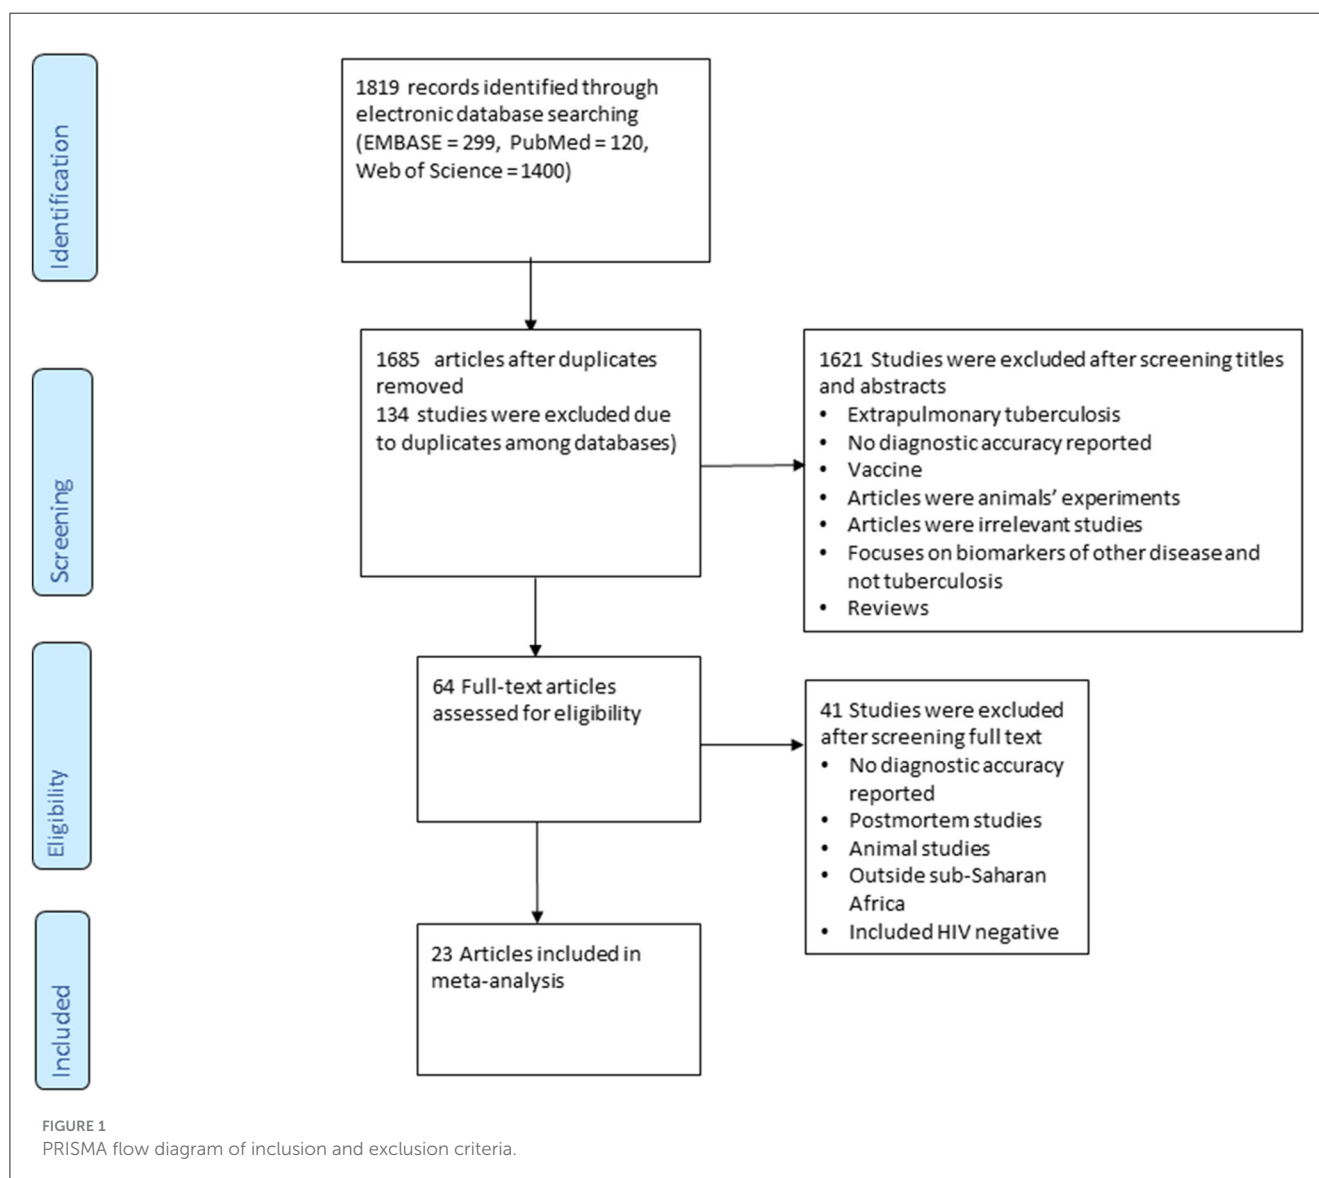 Identification
1819 records identified through
electronic database searching
(EMBASE = 299, PubMed = 120,
Web of Science = 1400)
Screening
1685 articles after duplicates
removed
134 studies were excluded due
to duplicates among databases)
1621 Studies were excluded after screening titles
and abstracts
• Extrapulmonary tuberculosis
• No diagnostic accuracy reported
• Vaccine
• Articles were animals’ experiments
• Articles were irrelevant studies
• Focuses on biomarkers of other disease and
not tuberculosis
• Reviews
Eligibility
64 Full-text articles
assessed for eligibility
41 Studies were excluded
after screening full text
• No diagnostic accuracy
reported
• Postmortem studies
• Animal studies
• Outside sub-Saharan
Africa
• Included HIV negative
Included
23 Articles included in
meta-analysis
FIGURE 1
PRISMA flow diagram of inclusion and exclusion criteria.